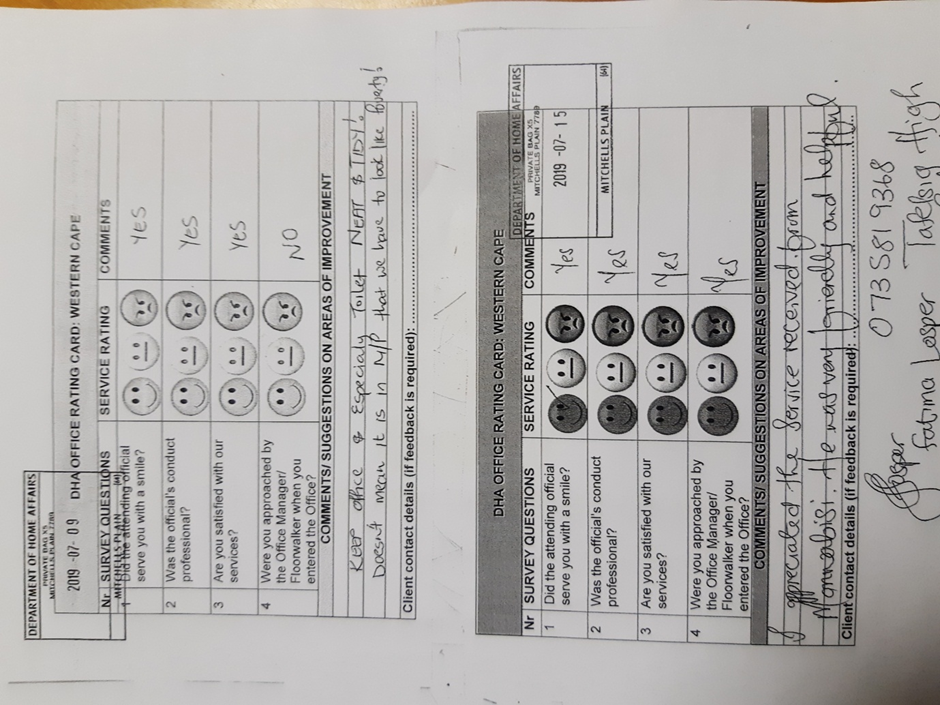 DEPARTMENT OF HOME AFFAIRS
PRIVATE BAG X5
MITCHELLS PLAIN 7789
2019 -07- 09
MITCHELLS PLAIN
DHA OFFICE RATING CARD: WESTERN CAPE
Nr SURVEY QUESTIONS SERVICE RATING COMMENTS
1 Did the attending official serve you with a smile? YES
2 Was the official's conduct professional? YES
3 Are you satisfied with our services? YES
4 Were you approached by the Office Manager/ Floorwalker when you entered the Office? NO
COMMENTS/ SUGGESTIONS ON AREAS OF IMPROVEMENT
KEEP office & Especialy Toilet NEAT & TIDY!
Doesnt mean it is in M/P that we have to look like Poverty!
Client contact details (if feedback is required):
DHA OFFICE RATING CARD: WESTERN CAPE
DEPARTMENT OF HOME AFFAIRS
PRIVATE BAG X5
MITCHELLS PLAIN 7789
2019 -07- 15
MITCHELLS PLAIN
Nr SURVEY QUESTIONS SERVICE RATING COMMENTS
1 Did the attending official serve you with a smile? Yes
2 Was the official's conduct professional? Yes
3 Are you satisfied with our services? Yes
4 Were you approached by the Office Manager/ Floorwalker when you entered the Office? Yes
COMMENTS/ SUGGESTIONS ON AREAS OF IMPROVEMENT
I appreciated the service received from
He was very friendly and helpful
Client contact details (if feedback is required):
0735819368
Fatima Losper Tafelsig High